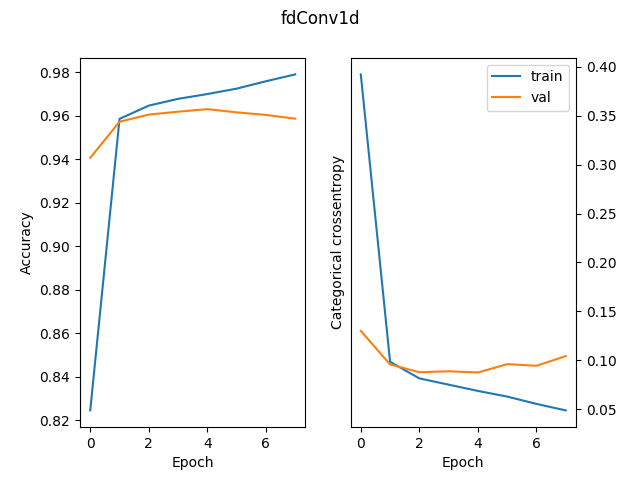 fdConv1d
0.98
0.96
0.94
0.92
0.90
0.88
0.86
0.84
0.82
Accuracy
0 2 4 6
Epoch
train
val
0.40
0.35
0.30
0.25
0.20
0.15
0.10
0.05
Categorical crossentropy
0 2 4 6
Epoch